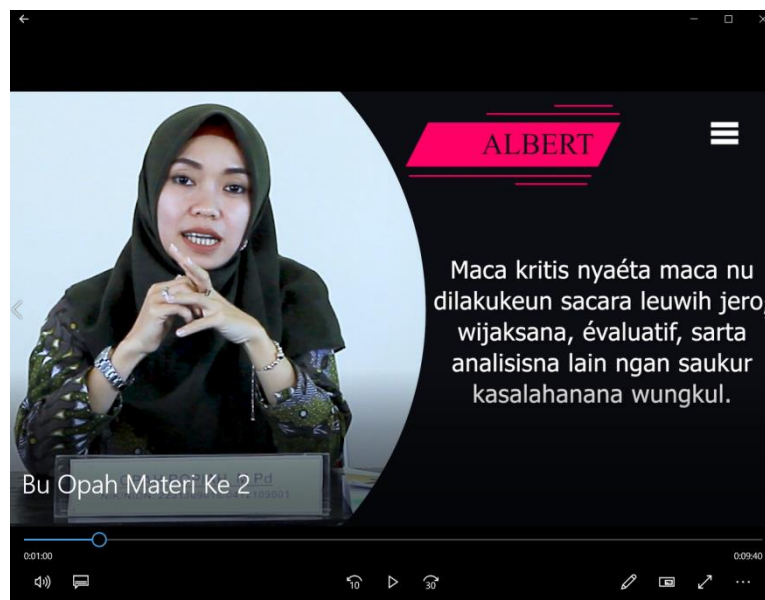 ALBERT
Maca kritis nyaéta maca nu
dilakukeun sacara leuwih jero,
wijaksana, évaluatif, sarta
analisisna lain ngan saukur
kasalahanana wungkul.
Bu Opah Materi Ke 2
0:01:00
0:09:40
10
30